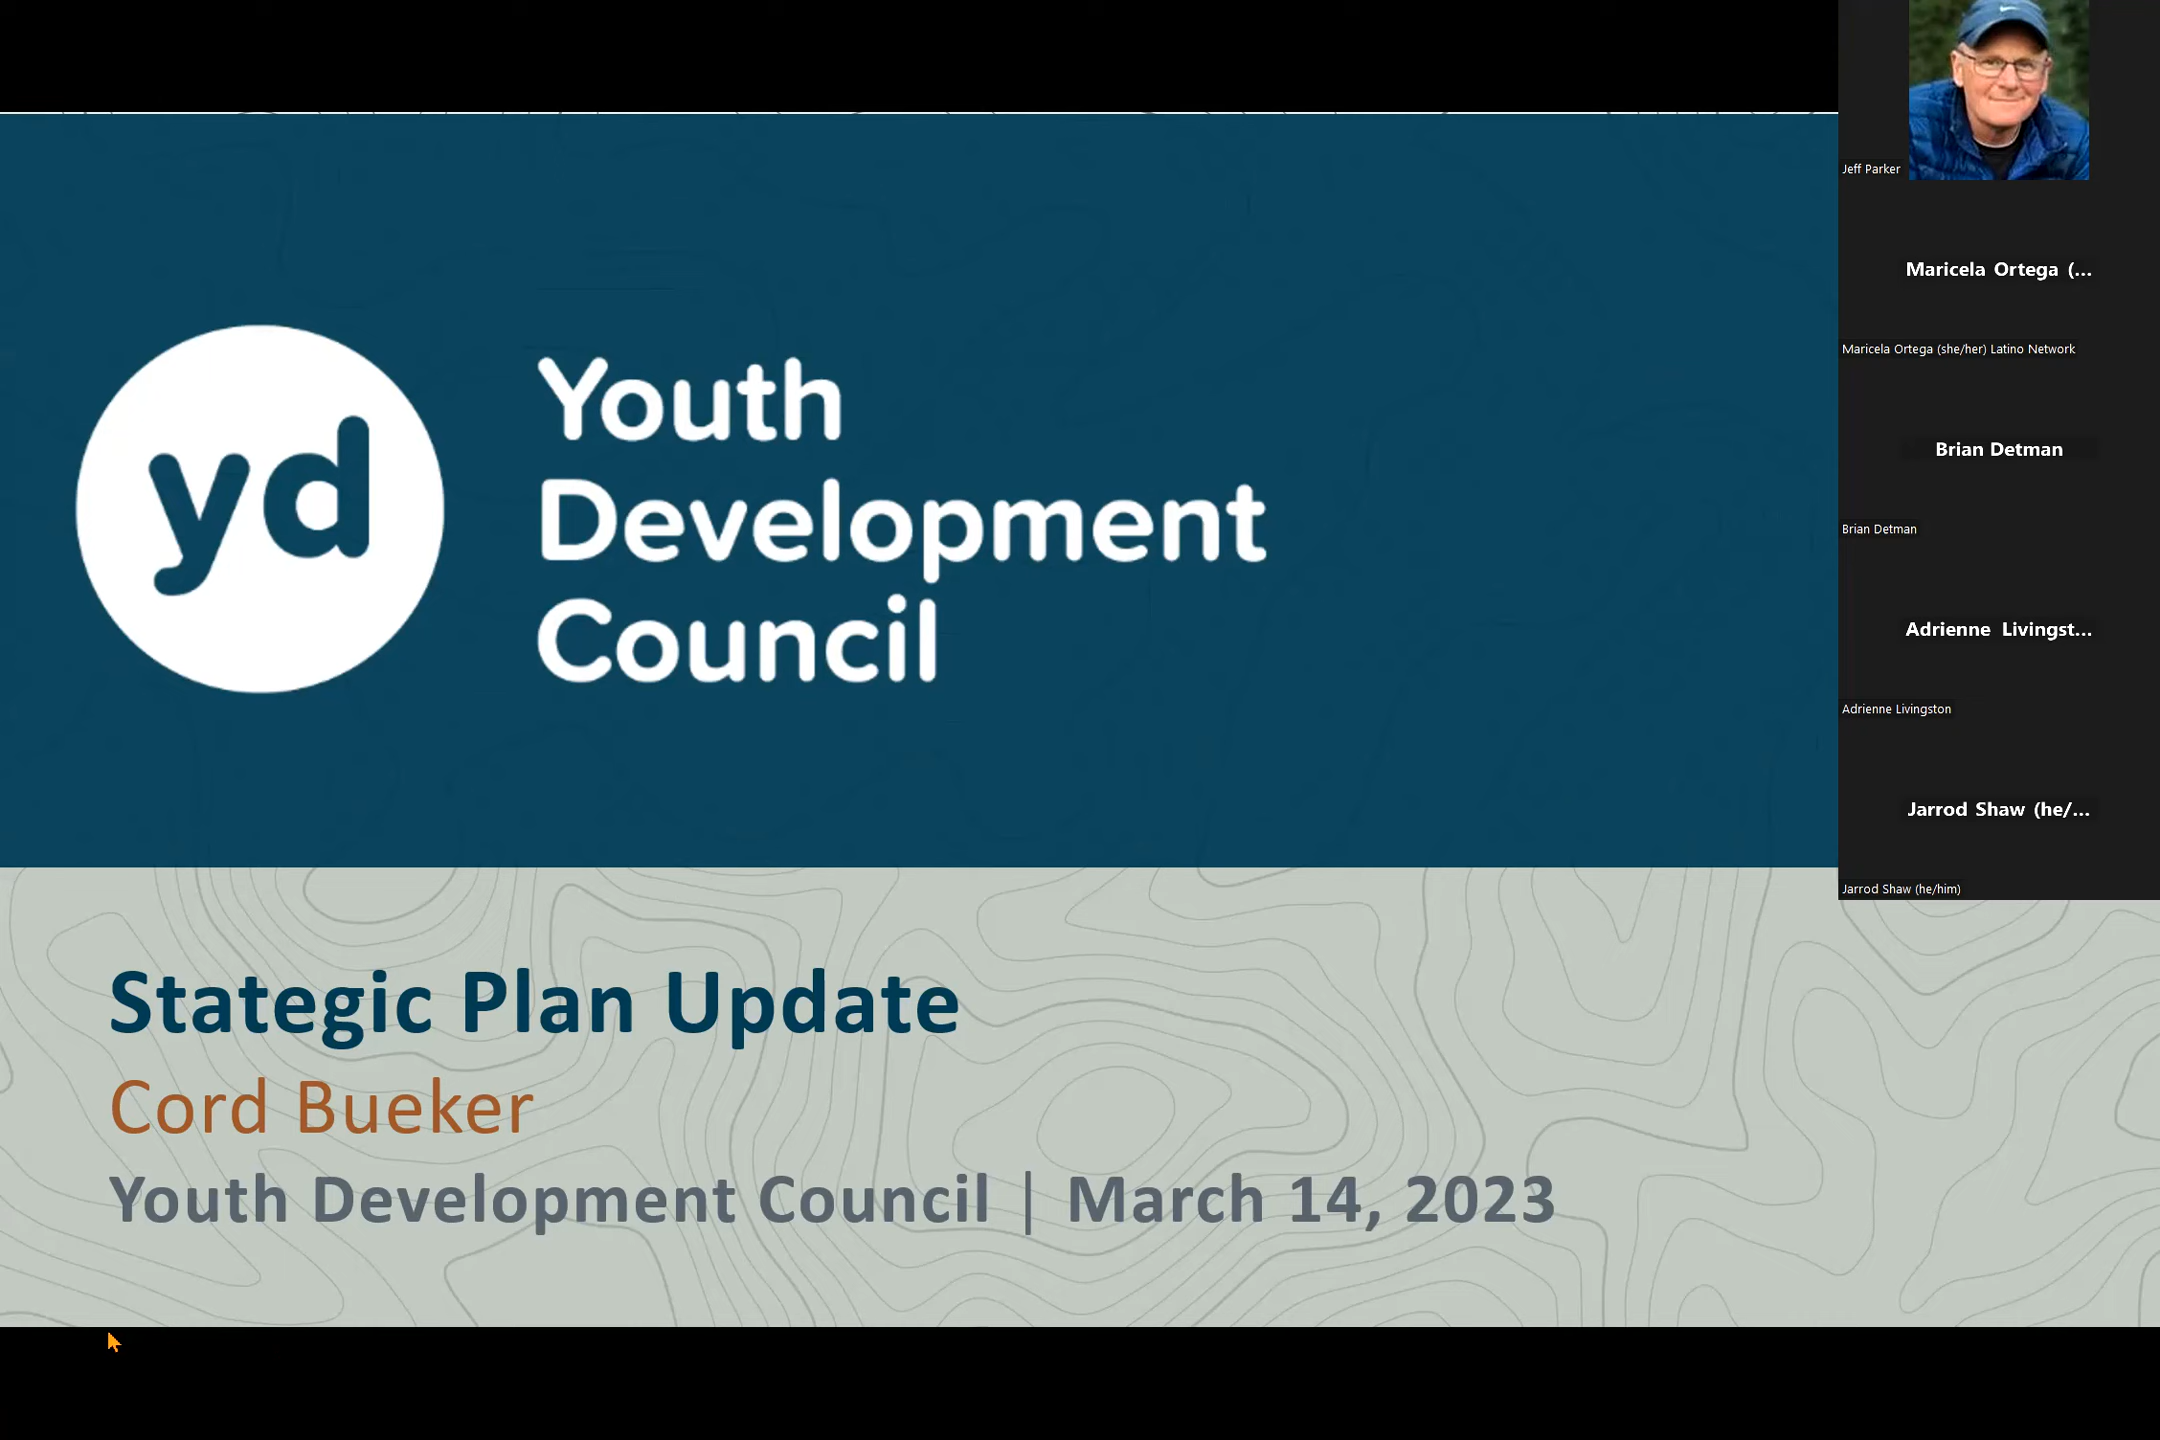 yd
Youth
Development
Council
Stategic Plan Update
Cord Bueker
Youth Development Council | March 14, 2023
Jeff Parker
Maricela Ortega (...
Maricela Ortega (she/her) Latino Network
Brian Detman
Brian Detman
Adrienne Livingst...
Adrienne Livingston
Jarrod Shaw (he/...
Jarrod Shaw (he/him)